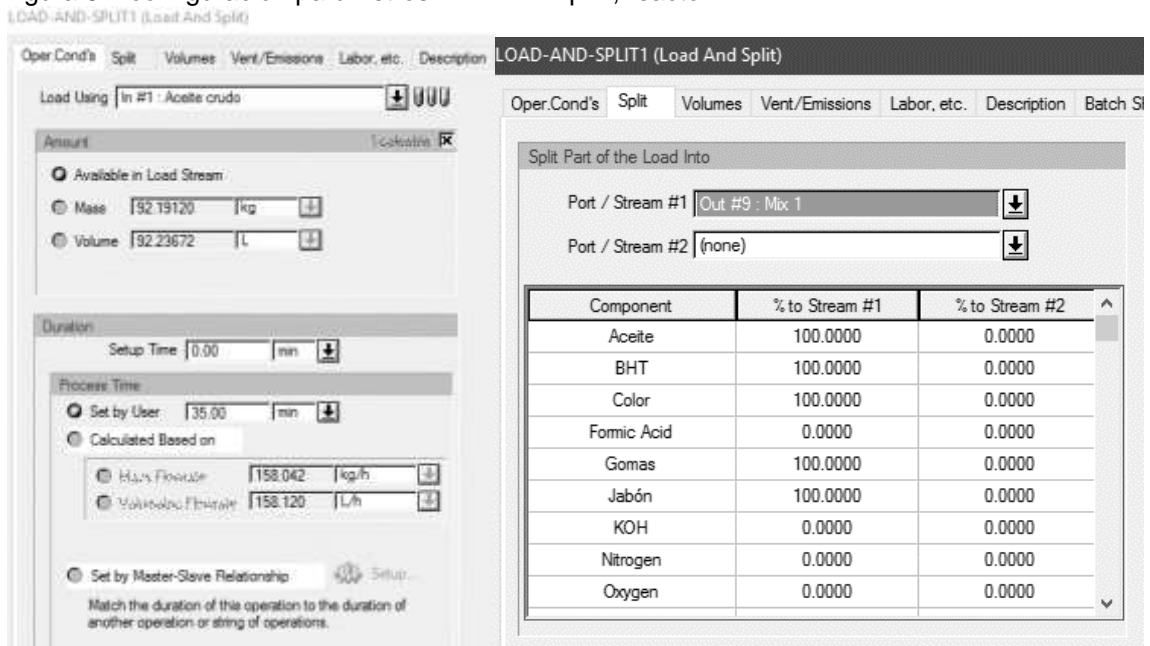 LOAD-AND-SPLIT1 (Load And Split)
Oper.Cond's Split Volumes Vent/Emissions Labor, etc. Description
Load Using In #1 : Aceite crudo
Amount
Available in Load Stream
Mass 92.19120 kg
Volume 92.23672 L
Duration
Setup Time 0.00 min
Process Time
Set by User 35.00 min
Calculated Based on
Mass Flowrate 158.042 kg/h
Volumetric Flowrate 158.120 L/h
Set by Master-Slave Relationship Setup...
Match the duration of this operation to the duration of
another operation or string of operations.
LOAD-AND-SPLIT1 (Load And Split)
Oper.Cond's Split Volumes Vent/Emissions Labor, etc. Description Batch
Split Part of the Load Into
Port / Stream #1 Out #9 : Mix 1
Port / Stream #2 (none)
Component % to Stream #1 % to Stream #2
Aceite 100.0000 0.0000
BHT 100.0000 0.0000
Color 100.0000 0.0000
Formic Acid 0.0000 0.0000
Gomas 100.0000 0.0000
Jabón 100.0000 0.0000
KOH 0.0000 0.0000
Nitrogen 0.0000 0.0000
Oxygen 0.0000 0.0000